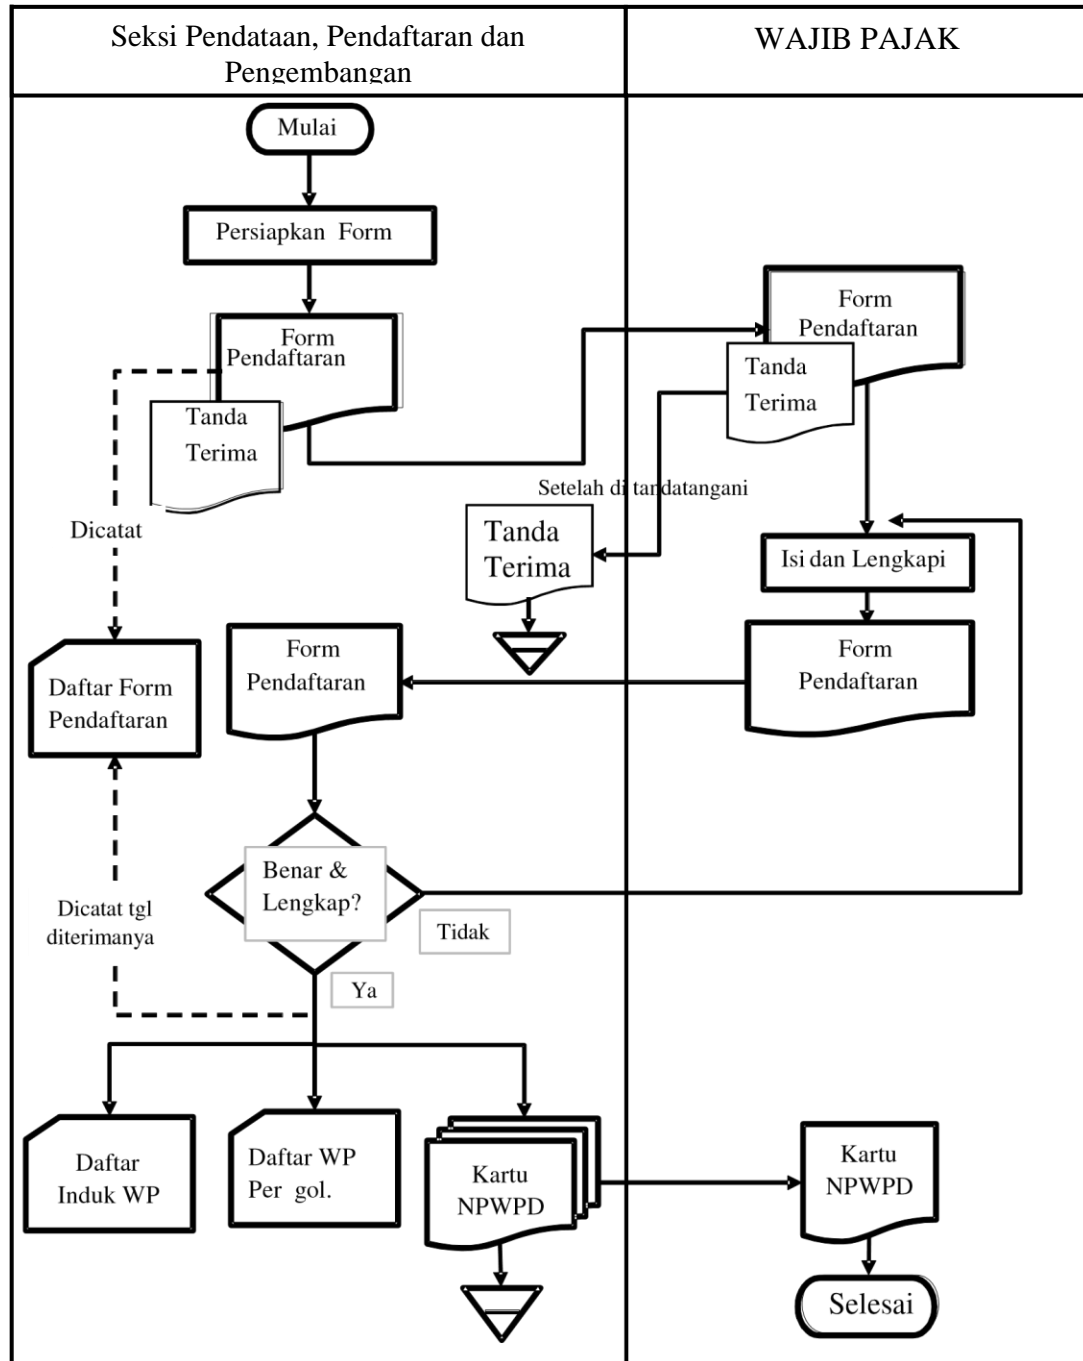 Seksi Pendataan, Pendaftaran dan
Pengembangan
WAJIB PAJAK
Mulai
Persiapkan Form
Form
Pendaftaran
Tanda
Terima
Form
Pendaftaran
Tanda
Terima
Setelah di tandatangani
Dicatat
Tanda
Terima
Isi dan Lengkapi
Form
Pendaftaran
Form
Pendaftaran
Daftar Form
Pendaftaran
Benar &
Lengkap?
Dicatat tgl
diterimanya
Tidak
Ya
Daftar
Induk WP
Daftar WP
Per gol.
Kartu
NPWPD
Kartu
NPWPD
Selesai